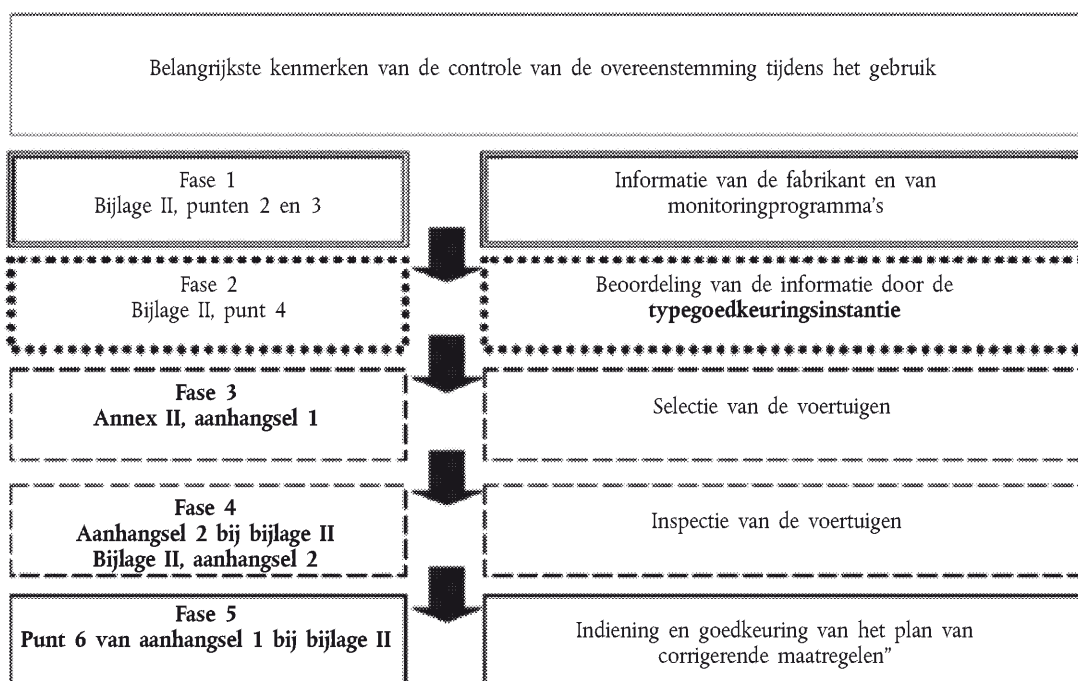 Belangrijkste kenmerken van de controle van de overeenstemming tijdens het gebruik
Fase 1
Bijlage II, punten 2 en 3
Informatie van de fabrikant en van
monitoringprogramma's
Fase 2
Bijlage II, punt 4
Beoordeling van de informatie door de
typegoedkeuringsinstantie
Fase 3
Annex II, aanhangsel 1
Selectie van de voertuigen
Fase 4
Aanhangsel 2 bij bijlage II
Bijlage II, aanhangsel 2
Inspectie van de voertuigen
Fase 5
Punt 6 van aanhangsel 1 bij bijlage II
Indiening en goedkeuring van het plan van
corrigerende maatregelen”